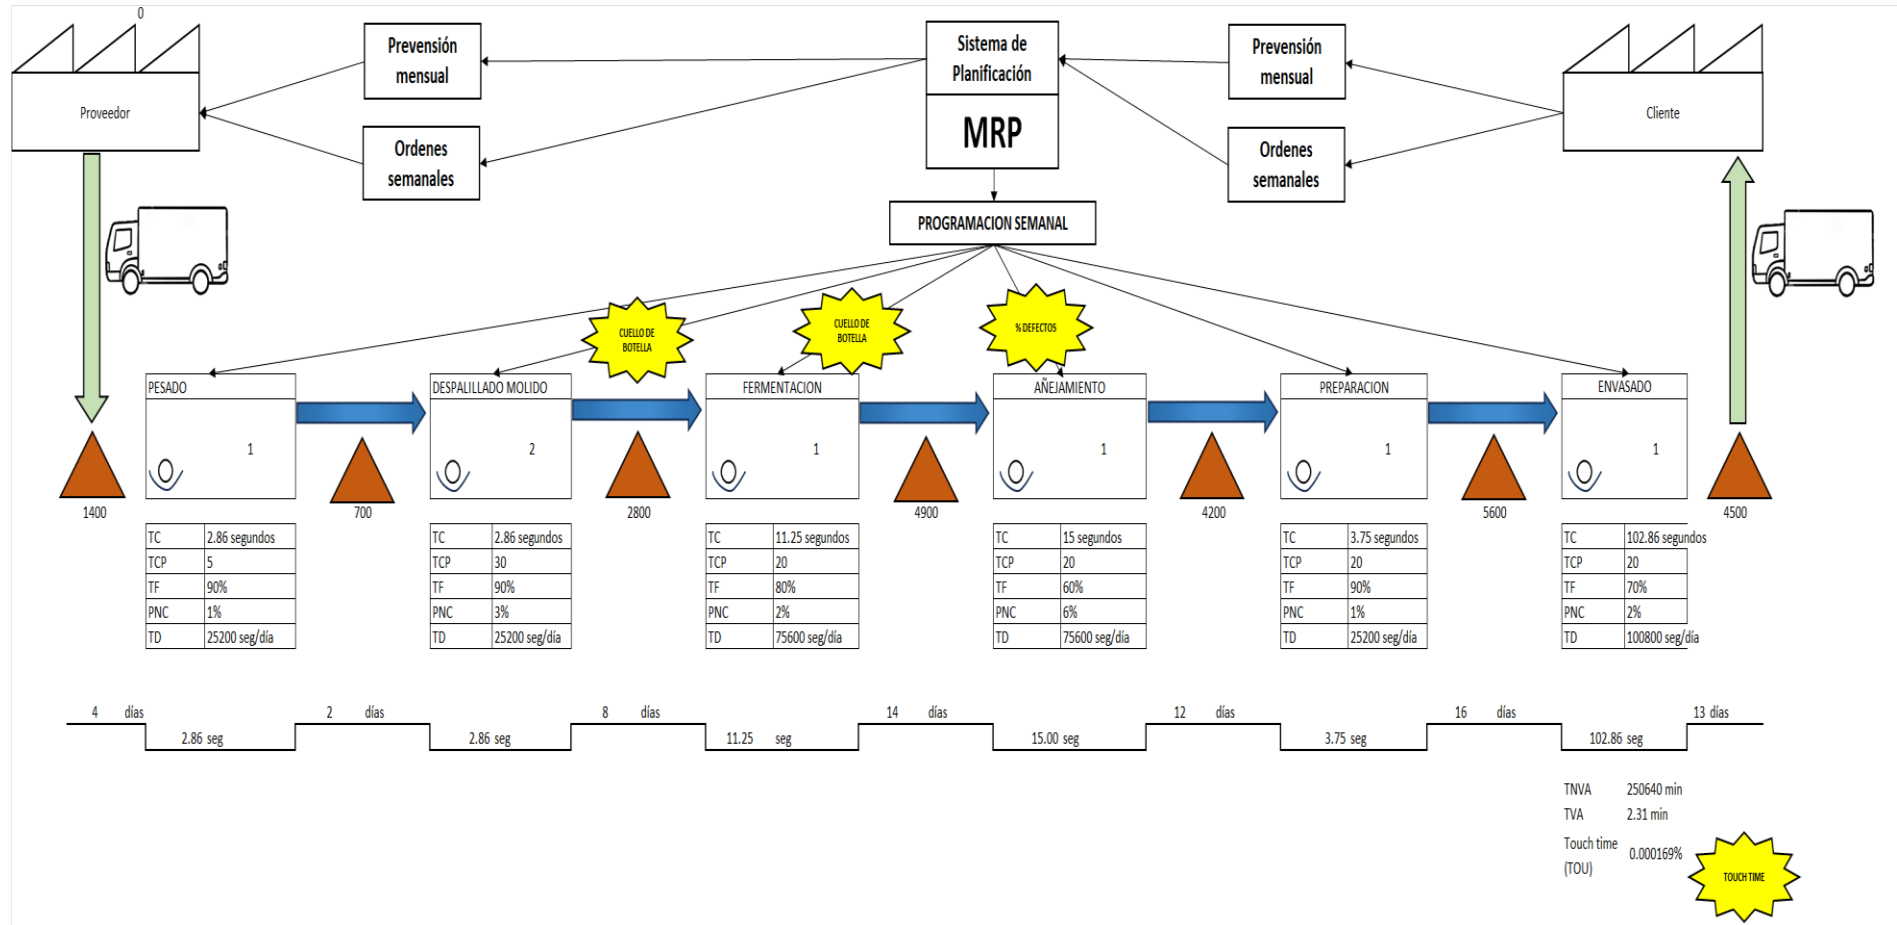 0
Proveedor
Prevensión
mensual
Ordenes
semanales
Sistema de
Planificación
MRP
Prevensión
mensual
Ordenes
semanales
Cliente
PROGRAMACION SEMANAL
CUELLO DE
BOTELLA
CUELLO DE
BOTELLA
% DEFECTOS
PESADO
1
DESPALILLADO MOLIDO
2
FERMENTACION
1
AÑEJAMIENTO
1
PREPARACION
1
ENVASADO
1
1400
700
2800
4900
4200
5600
4500
TC 2.86 segundos
TCP 5
TF 90%
PNC 1%
TD 25200 seg/día
TC 2.86 segundos
TCP 30
TF 90%
PNC 3%
TD 25200 seg/día
TC 11.25 segundos
TCP 20
TF 80%
PNC 2%
TD 75600 seg/día
TC 15 segundos
TCP 20
TF 60%
PNC 6%
TD 75600 seg/día
TC 3.75 segundos
TCP 20
TF 90%
PNC 1%
TD 25200 seg/día
TC 102.86 segundos
TCP 20
TF 70%
PNC 2%
TD 100800 seg/día
4 días
2 días
8 días
14 días
12 días
16 días
13 días
2.86 seg
2.86 seg
11.25 seg
15.00 seg
3.75 seg
102.86 seg
TNVA 250640 min
TVA 2.31 min
Touch time
(TOU)
0.000169%
TOUCH TIME